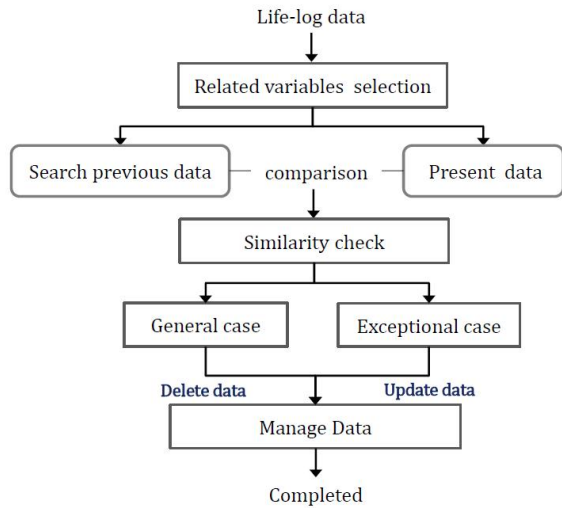 Life-log data
Related variables selection
Search previous data
comparison
Present data
Similarity check
General case
Exceptional case
Delete data
Update data
Manage Data
Completed